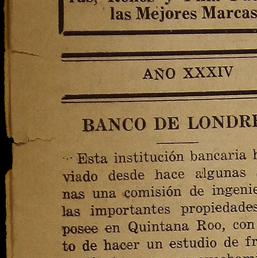 las Mejores Marcas
AÑO XXXIV
BANCO DE LONDRE
Esta institución bancaria h
viado desde hace algunas
nas una comisión de ingenie
las importantes propiedades
posee en Quintana Roo, con
to de hacer un estudio de fr